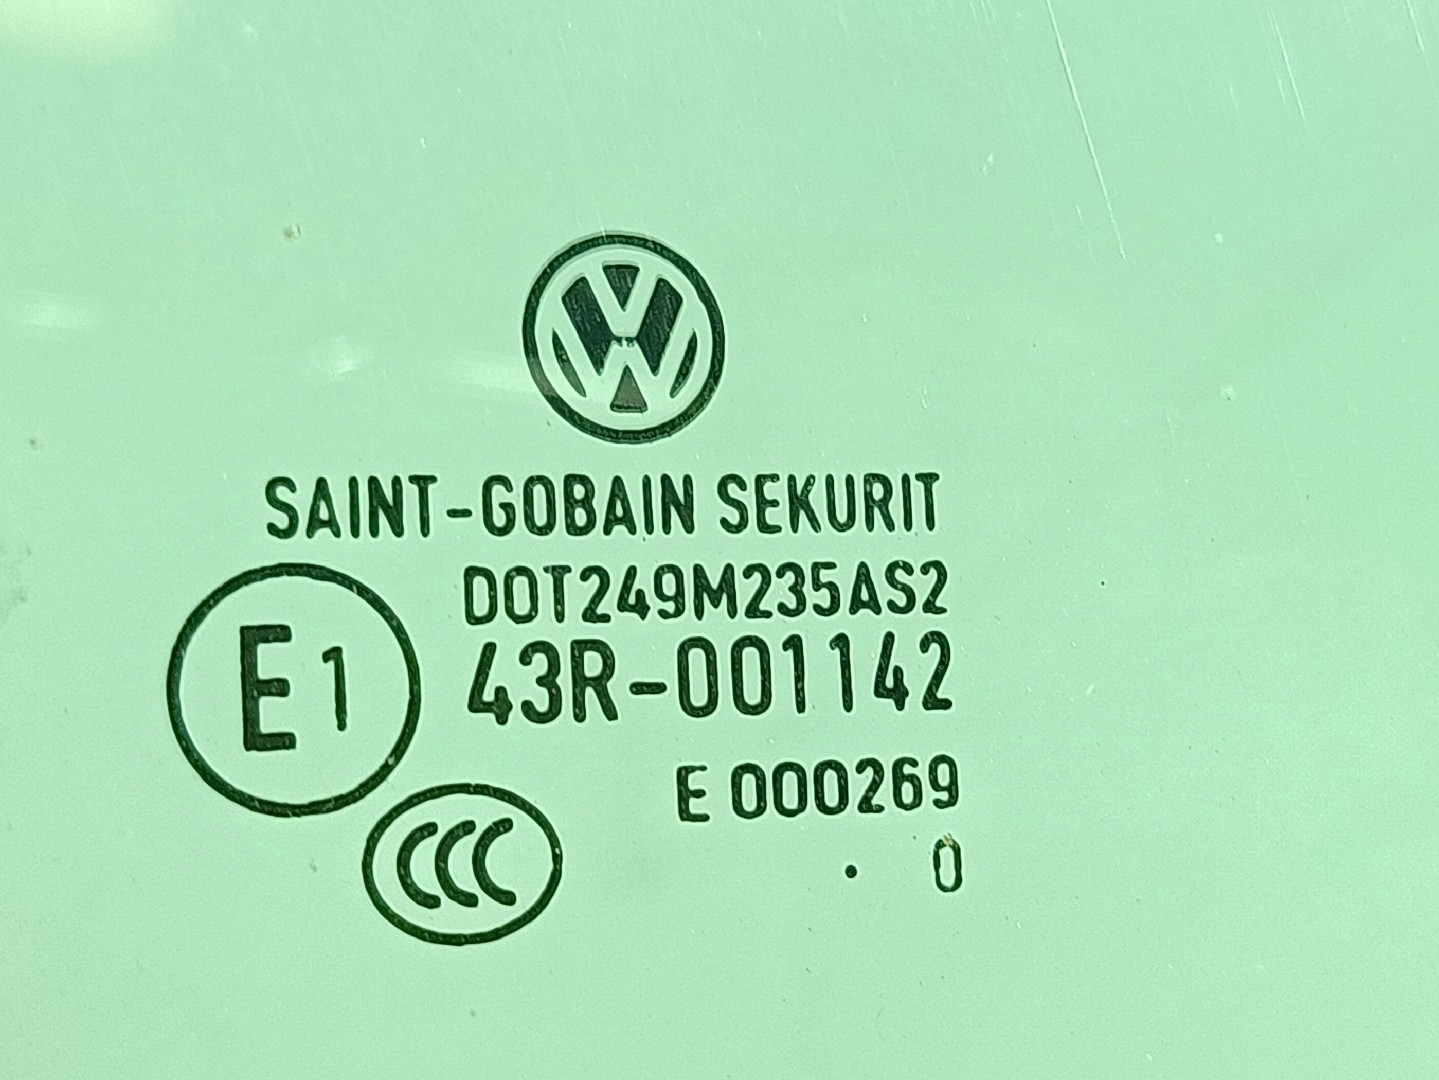 SAINT-GOBAIN SEKURIT
DOT249M235AS2
E1 43R-001142
E 000269
CCC . 0